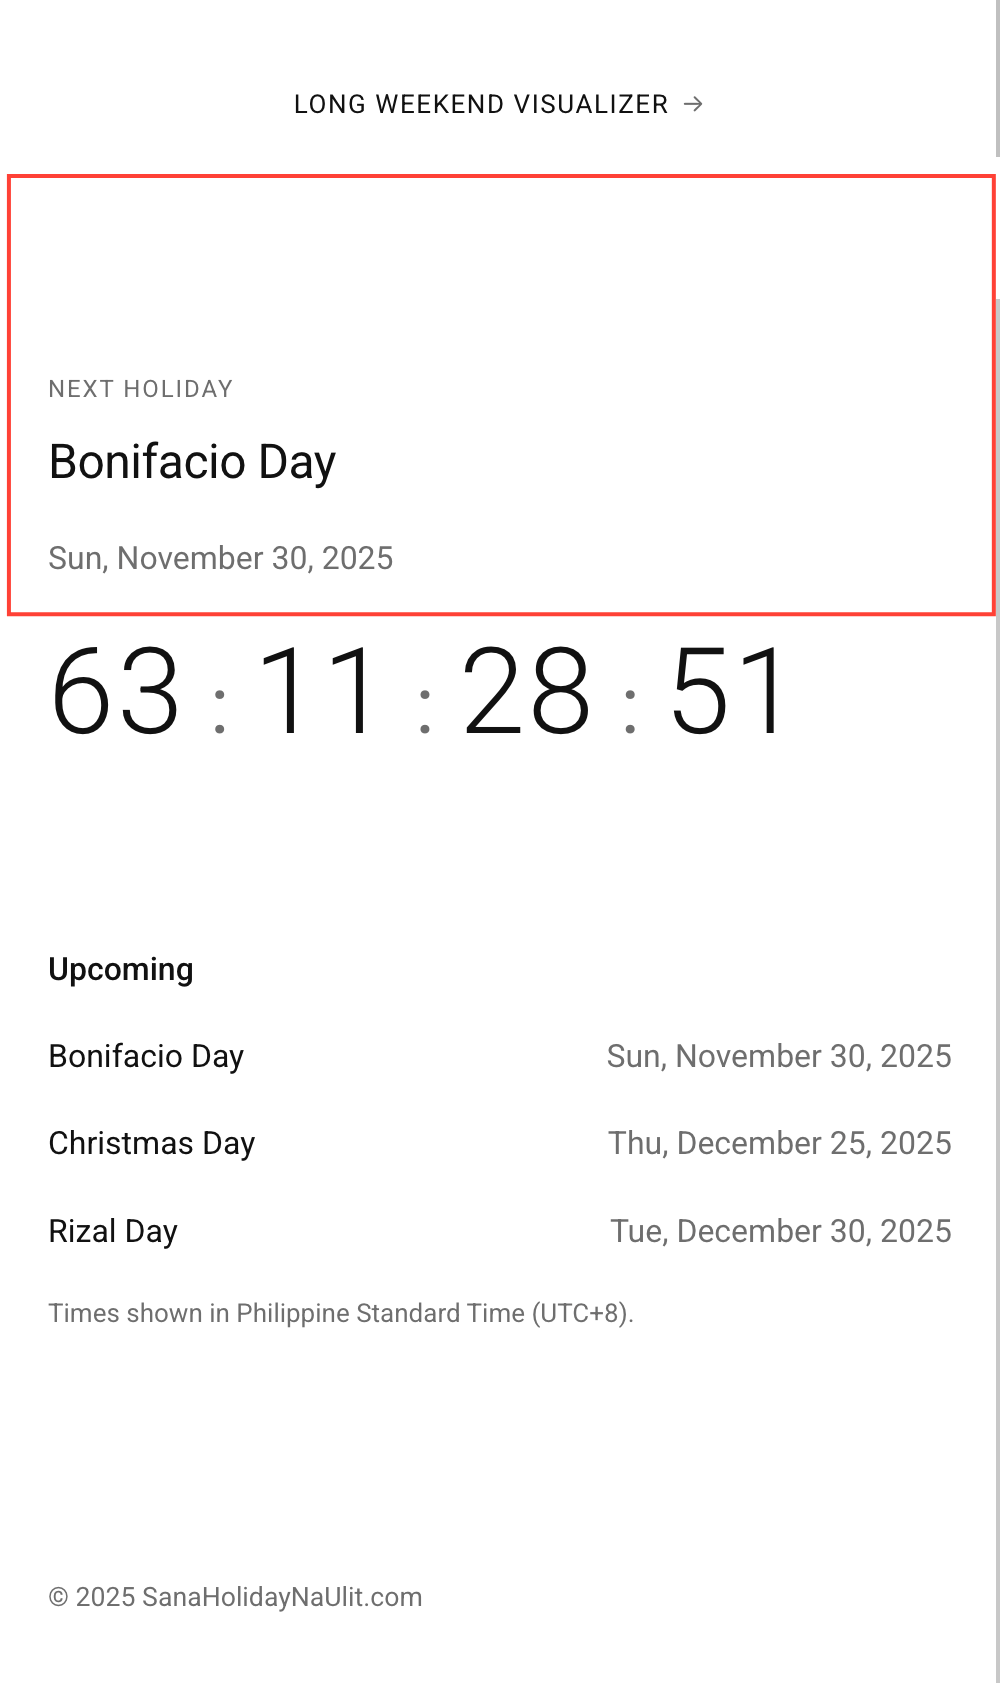 LONG WEEKEND VISUALIZER →
NEXT HOLIDAY
Bonifacio Day
Sun, November 30, 2025
63 : 11 : 28 : 51
Upcoming
Bonifacio Day Sun, November 30, 2025
Christmas Day Thu, December 25, 2025
Rizal Day Tue, December 30, 2025
Times shown in Philippine Standard Time (UTC+8).
© 2025 SanaHolidayNaUlit.com